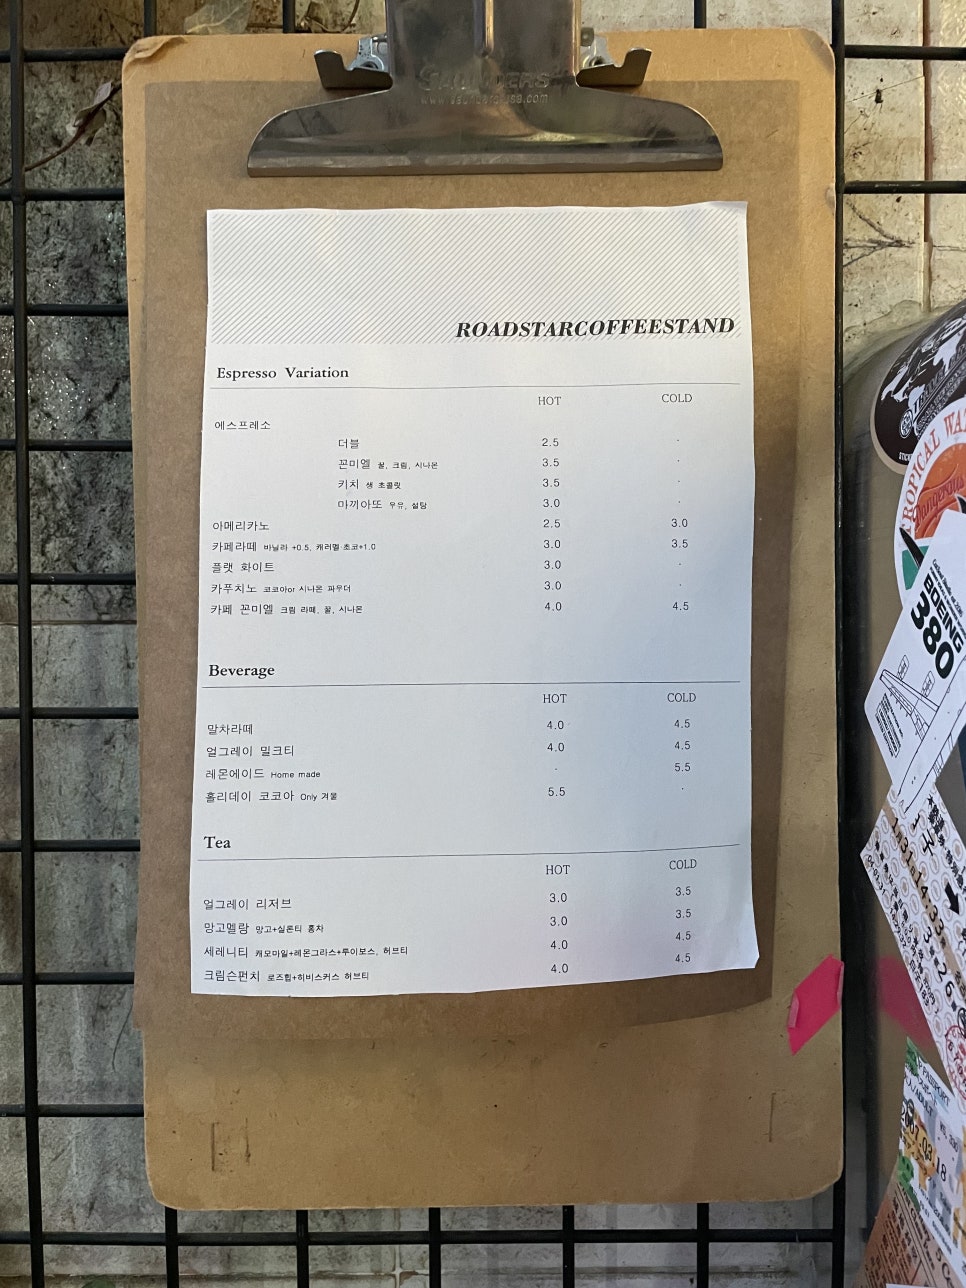 SAUNDERS
ROADSTARCOFFEESTAND
Espresso Variation
HOT COLD
에스프레소
더블 2.5 -
꼰미엘 꿀, 크림, 시나몬 3.5 -
키치 생 초콜릿 3.5 -
마끼아또 우유, 설탕 3.0 -
아메리카노 2.5 3.0
카페라떼 바닐라 +0.5, 캐러멜·초코+1.0 3.0 3.5
플랫 화이트 3.0 -
카푸치노 코코아or 시나몬 파우더 3.0 -
카페 꼰미엘 크림 라떼, 꿀, 시나몬 4.0 4.5
Beverage
HOT COLD
말차라떼 4.0 4.5
얼그레이 밀크티 4.0 4.5
레몬에이드 Home made - 5.5
홀리데이 코코아 Only 겨울 5.5 -
Tea
HOT COLD
얼그레이 리저브 3.0 3.5
망고멜랑 망고+실론티 홍차 3.0 3.5
세레니티 캐모마일+레몬그라스+루이보스, 허브티 4.0 4.5
크림슨펀치 로즈힙+히비스커스 허브티 4.0 4.5
BOEING
380